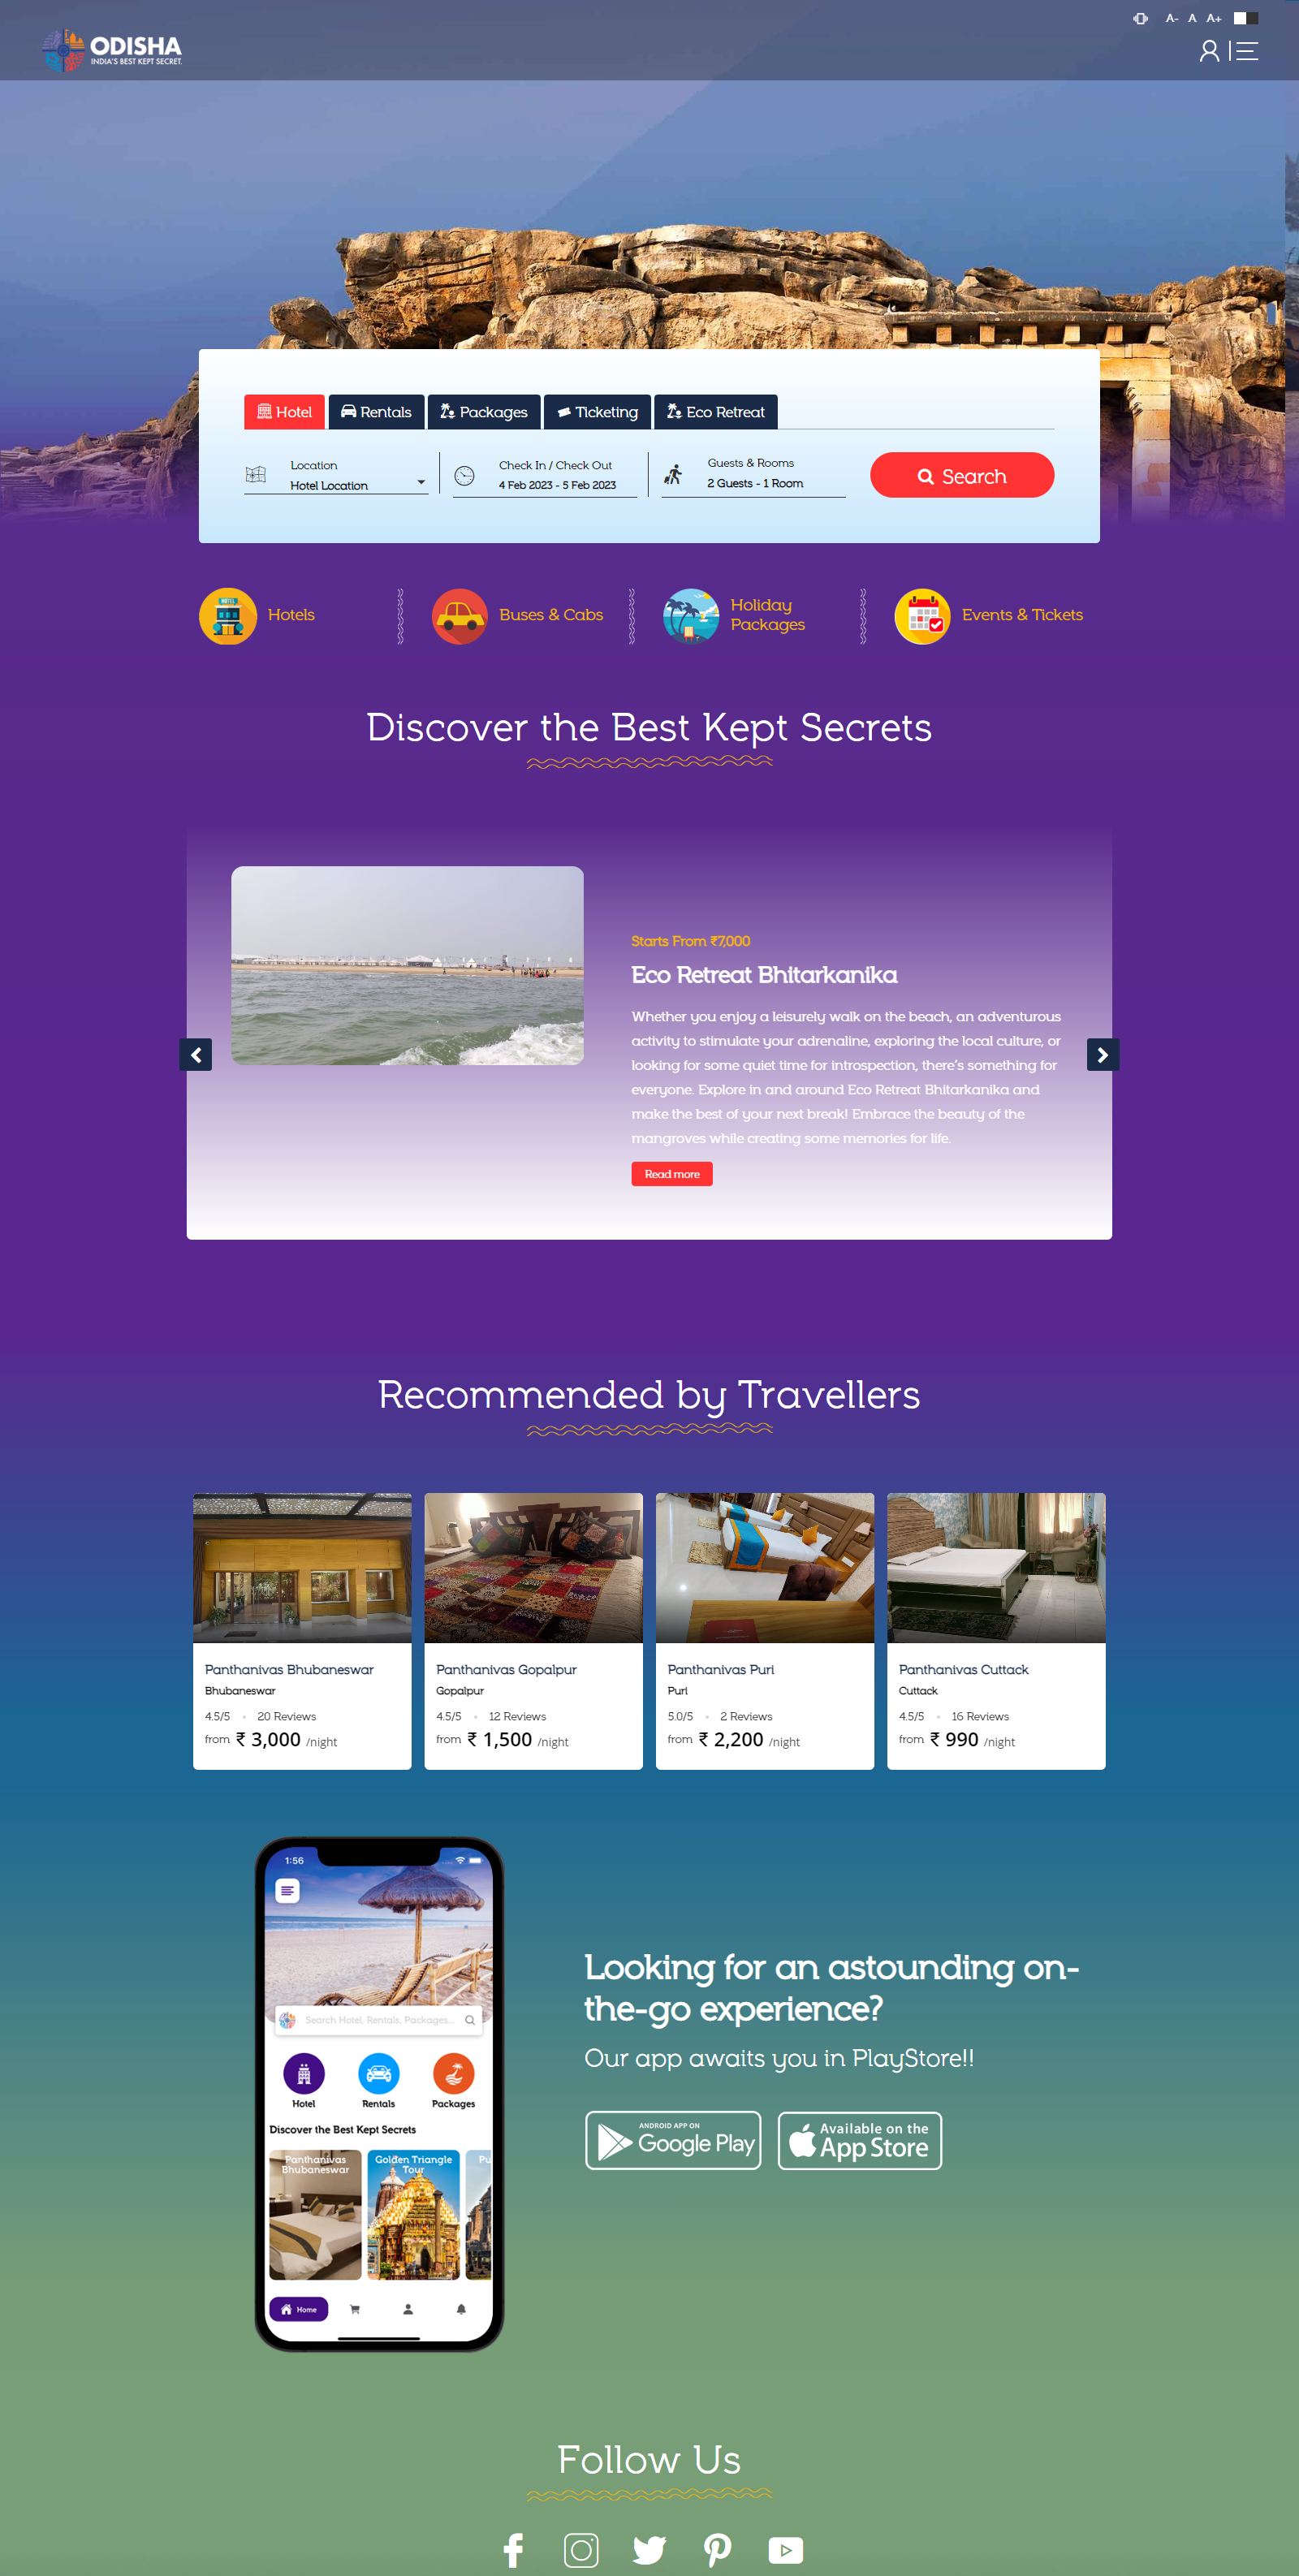 A- A A+
ODISHA
INDIA'S BEST KEPT SECRET.
Hotel Rentals Packages Ticketing Eco Retreat
Location
Hotel Location
Check In / Check Out
4 Feb 2023 - 5 Feb 2023
Guests & Rooms
2 Guests - 1 Room
Search
HOTEL
Hotels
Buses & Cabs
Holiday
Packages
Events & Tickets
Discover the Best Kept Secrets
Starts From ₹7,000
Eco Retreat Bhitarkanika
Whether you enjoy a leisurely walk on the beach, an adventurous
activity to stimulate your adrenaline, exploring the local culture, or
looking for some quiet time for introspection, there's something for
everyone. Explore in and around Eco Retreat Bhitarkanika and
make the best of your next break! Embrace the beauty of the
mangroves while creating some memories for life.
Read more
Recommended by Travellers
Panthanivas Bhubaneswar
Bhubaneswar
4.5/5 20 Reviews
from ₹ 3,000 /night
Panthanivas Gopalpur
Gopalpur
4.5/5 12 Reviews
from ₹ 1,500 /night
Panthanivas Puri
Puri
5.0/5 2 Reviews
from ₹ 2,200 /night
Panthanivas Cuttack
Cuttack
4.5/5 16 Reviews
from ₹ 990 /night
1:56
Search Hotel, Rentals, Packages...
Hotel Rentals Packages
Discover the Best Kept Secrets
Panthanivas
Bhubaneswar
Golden Triangle
Tour
Pu
Home
Looking for an astounding on-
the-go experience?
Our app awaits you in PlayStore!!
ANDROID APP ON
Google Play
Available on the
App Store
Follow Us